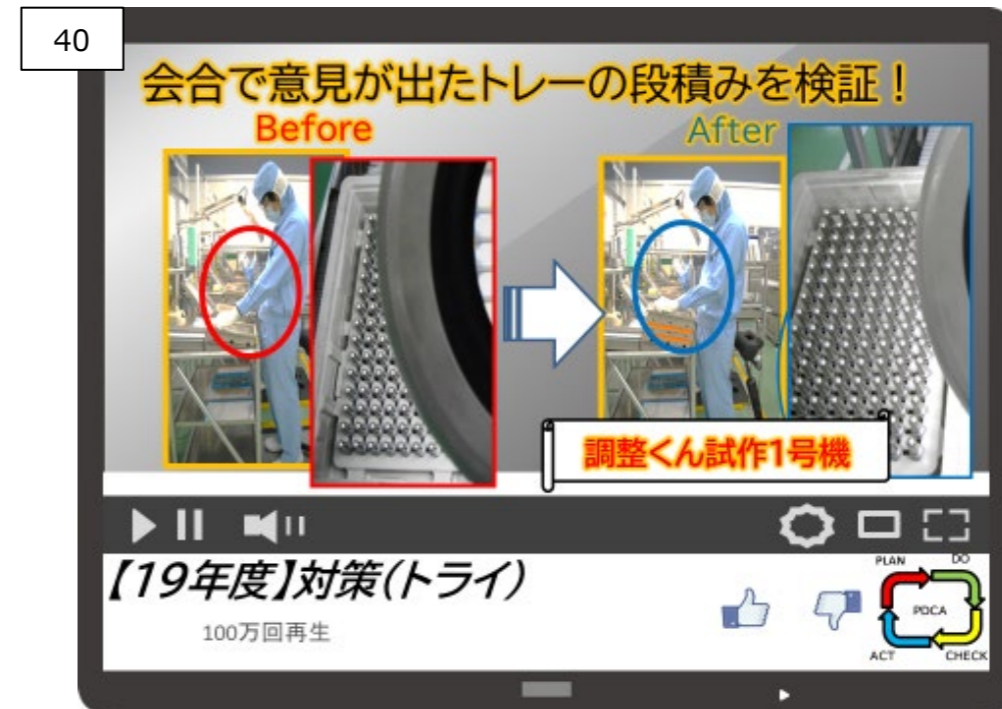 40
会合で意見が出たトレーの段積みを検証！
Before
After
調整くん試作1号機
【19年度】対策(トライ)
100万回再生
PLAN
DO
PDCA
ACT
CHECK